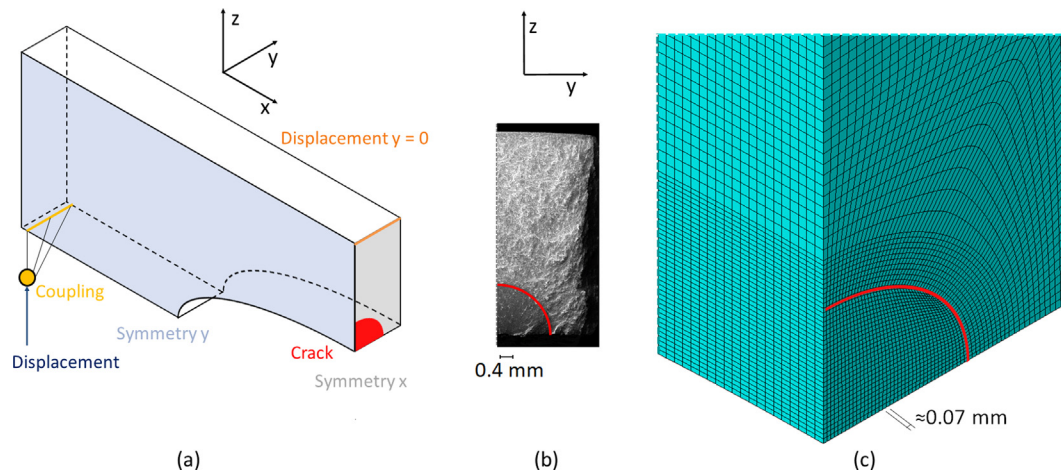 z
y
x
Displacement y = 0
Coupling
Symmetry y
Displacement
Crack
Symmetry x
(a)
z
y
0.4 mm
(b)
≈0.07 mm
(c)